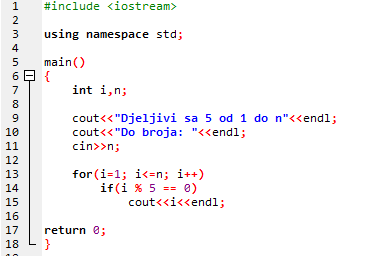 1 #include <iostream>
2
3 using namespace std;
4
5 main()
6 {
7 int i,n;
8
9 cout<<"Djeljivi sa 5 od 1 do n"<<endl;
10 cout<<"Do broja: "<<endl;
11 cin>>n;
12
13 for(i=1; i<=n; i++)
14 if(i % 5 == 0)
15 cout<<i<<endl;
16
17 return 0;
18 }